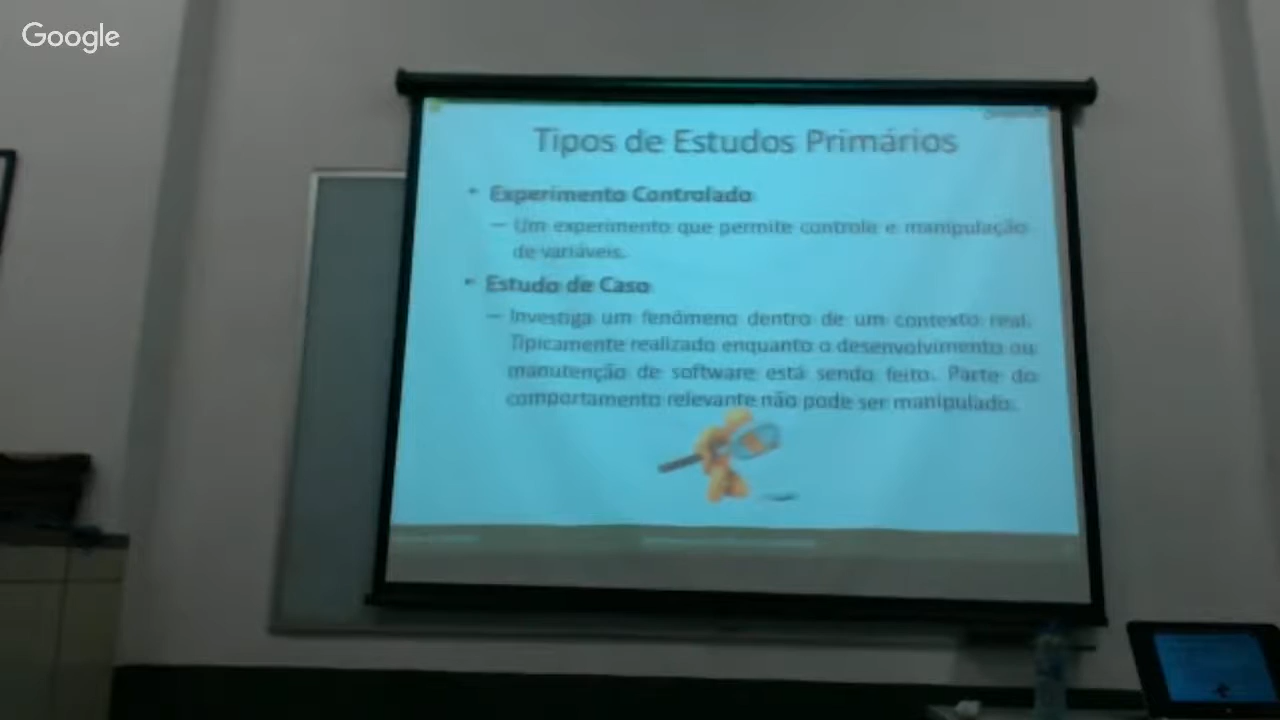 Google
Tipos de Estudos Primários
• Experimento Controlado
– Um experimento que permite controle e manipulação
de variáveis.
• Estudo de Caso
– Investiga um fenômeno dentro de um contexto real.
Tipicamente realizado enquanto o desenvolvimento ou
manutenção de software está sendo feito. Parte do
comportamento relevante não pode ser manipulado.